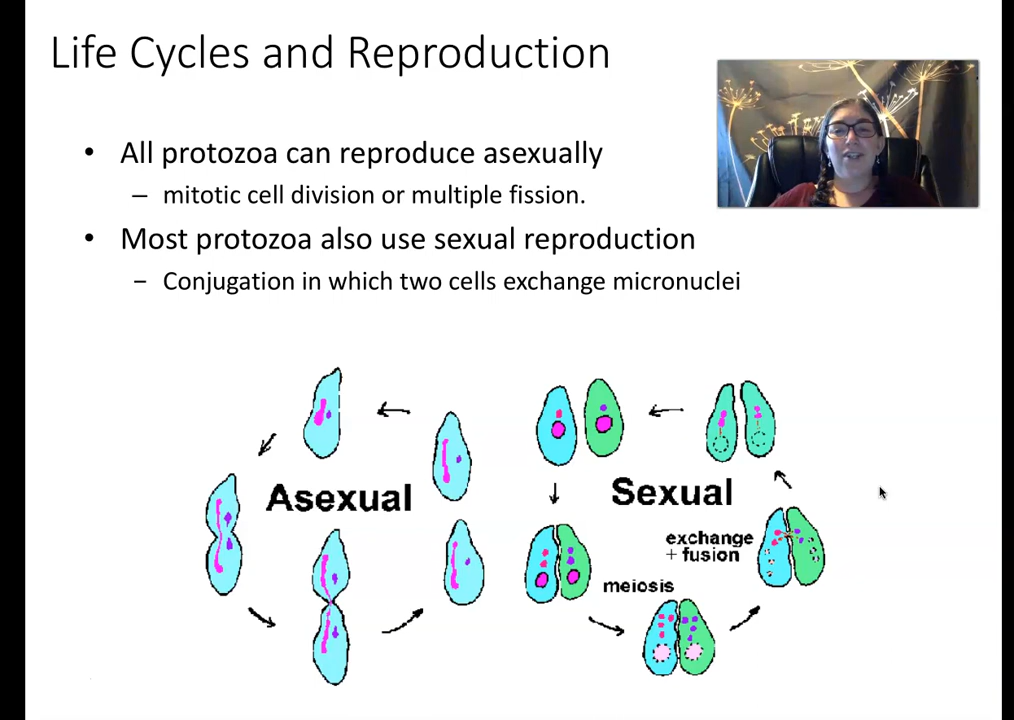 Life Cycles and Reproduction
• All protozoa can reproduce asexually
– mitotic cell division or multiple fission.
• Most protozoa also use sexual reproduction
– Conjugation in which two cells exchange micronuclei
Asexual
Sexual
exchange
+ fusion
meiosis